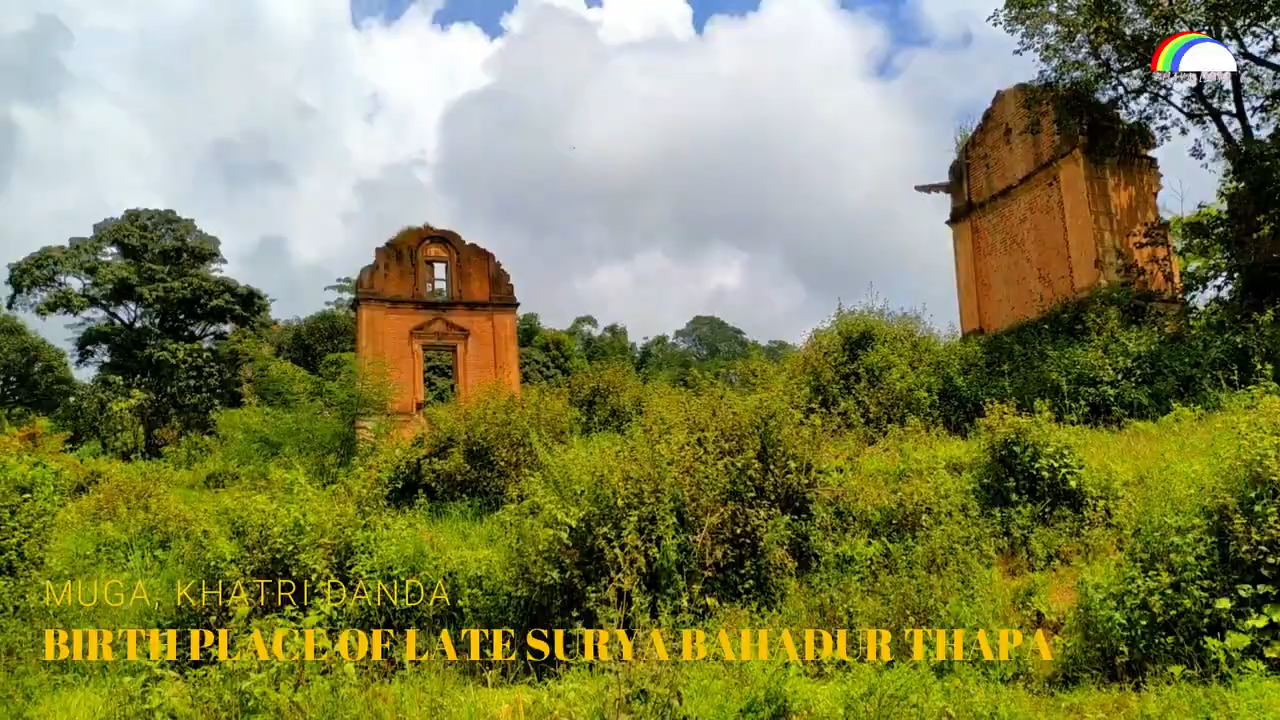 MUGA, KHATRI DANDA
BIRTH PLACE OF LATE SURYA BAHADUR THAPA